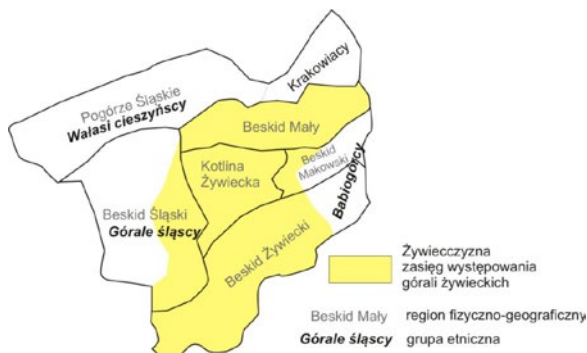 Krakowiacy
Pogórze Śląskie
Wałasi cieszyńscy
Beskid Mały
Kotlina
Żywiecka
Beskid
Makowski
Babiogórcy
Beskid Śląski
Górale śląscy
Beskid Żywiecki
Żywiecczyzna
zasięg występowania
górali żywieckich
Beskid Mały region fizyczno-geograficzny
Górale śląscy grupa etniczna